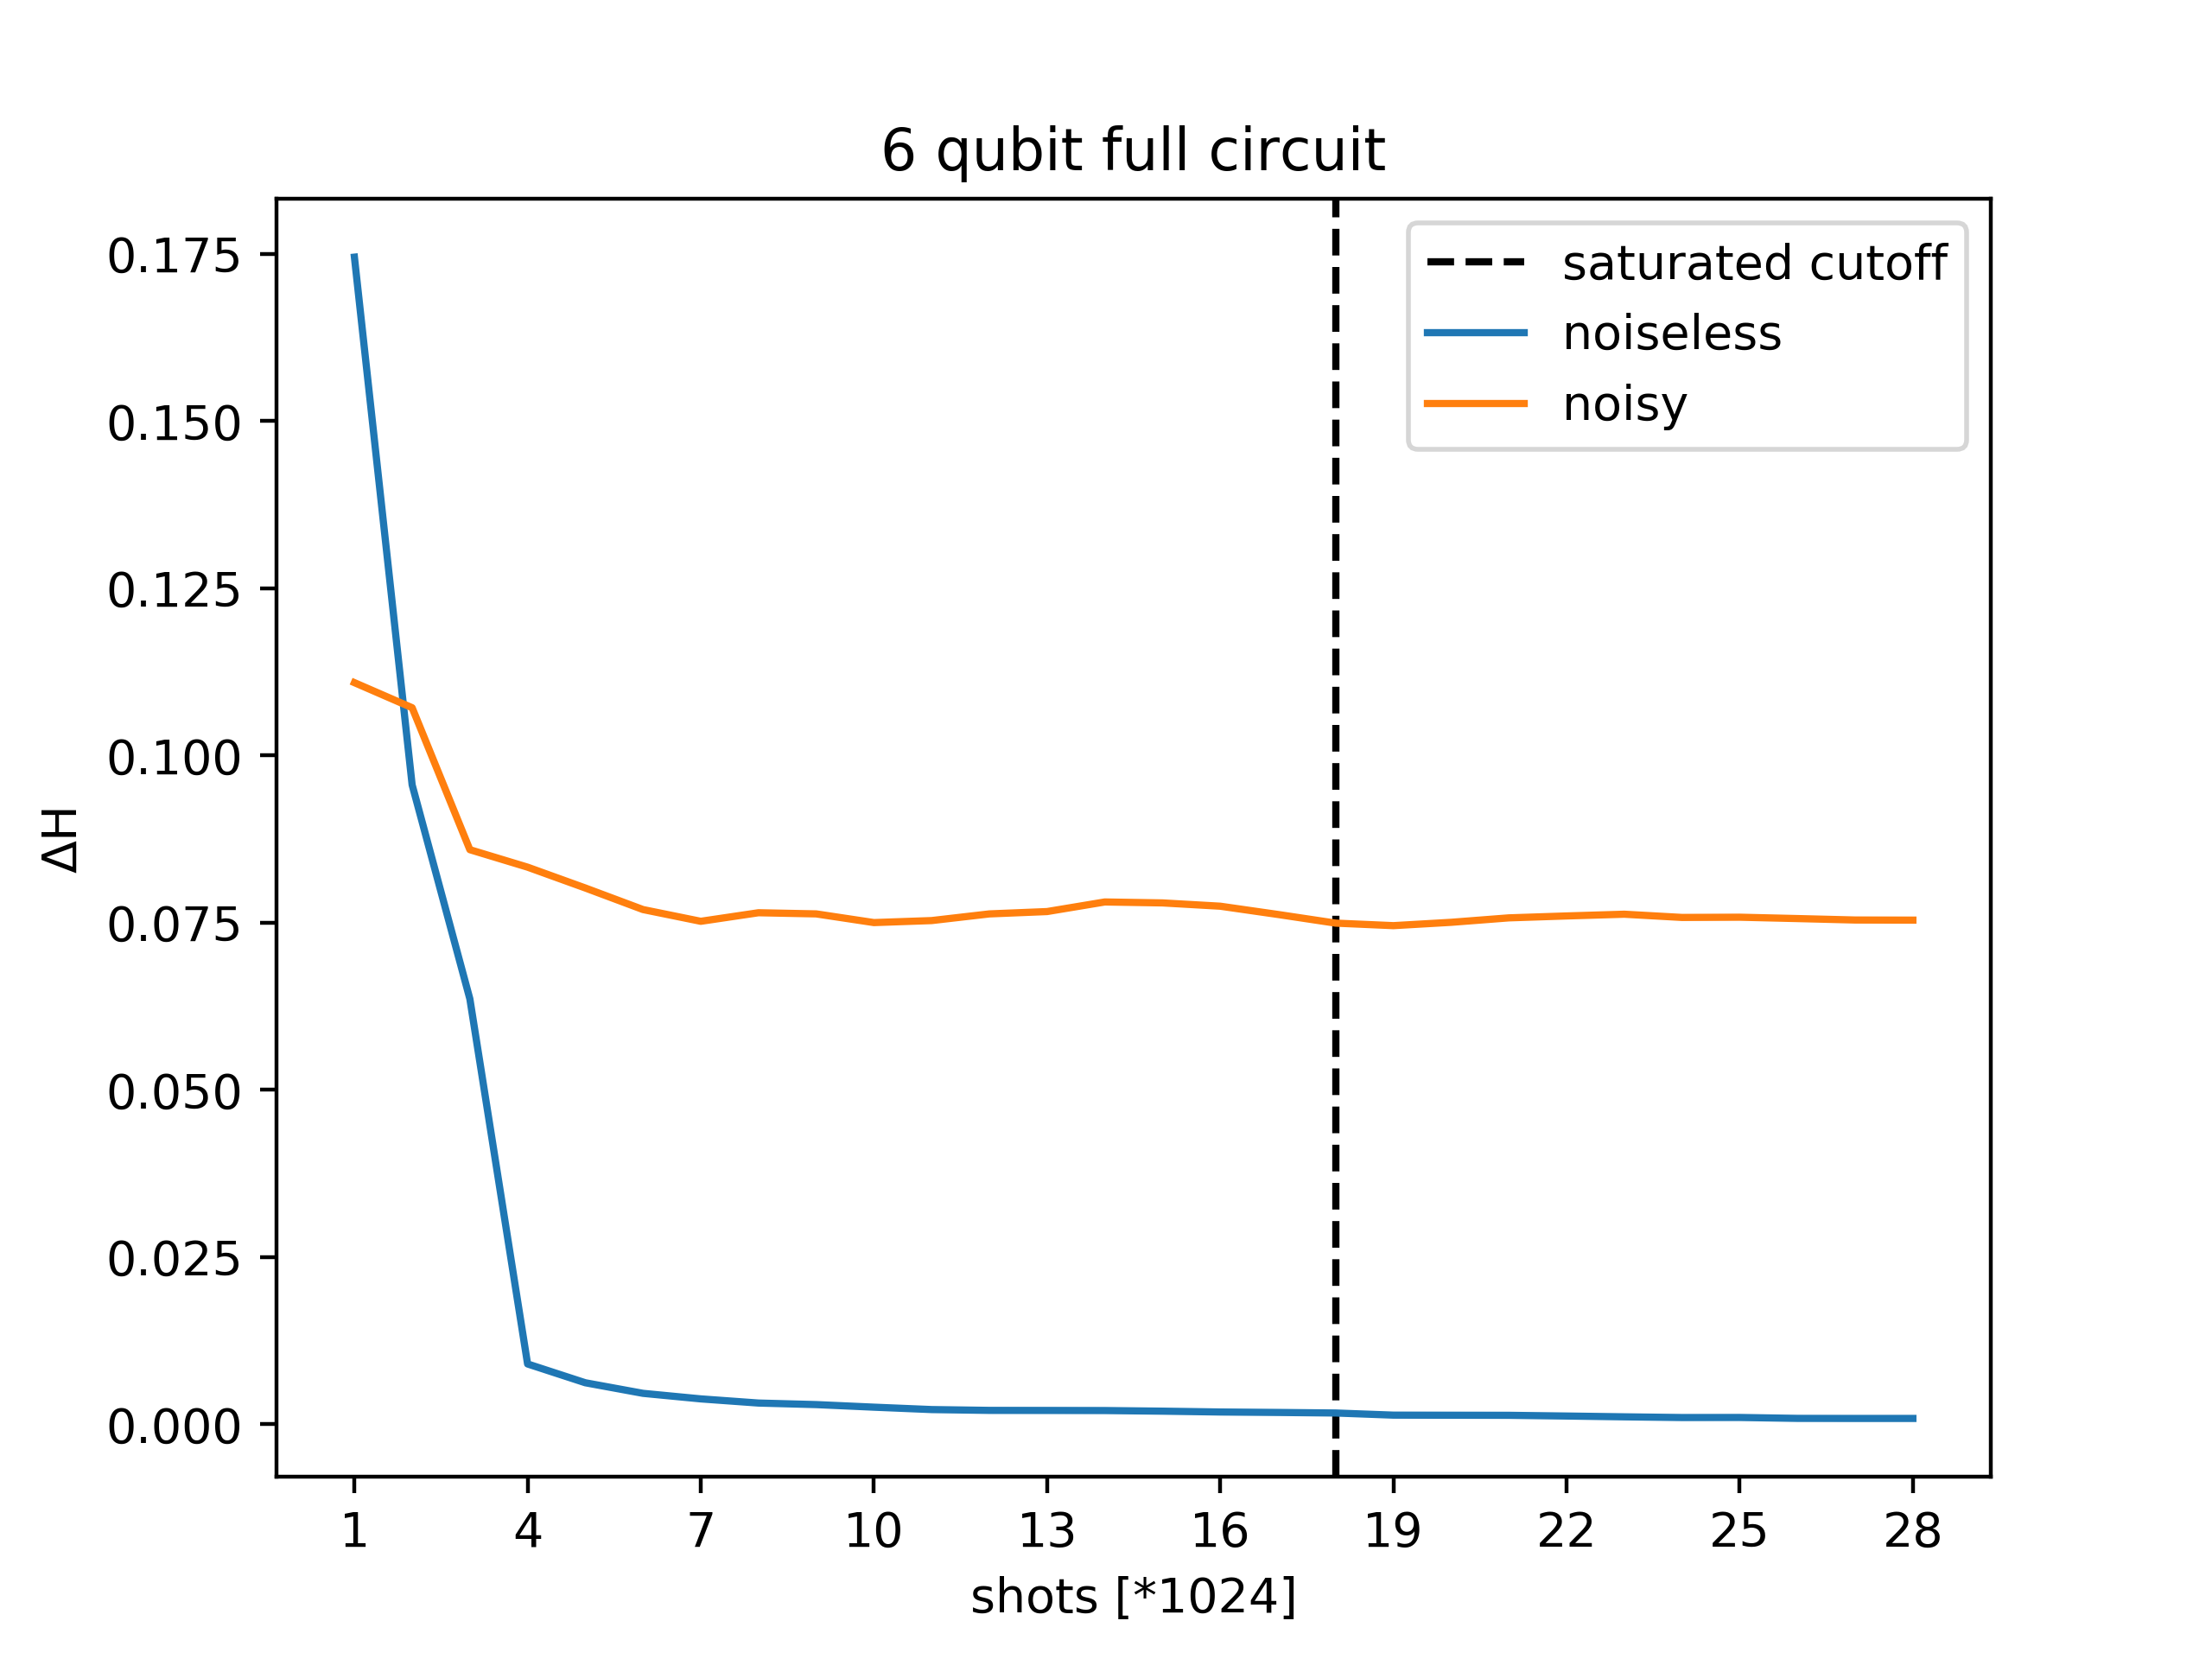 6 qubit full circuit
saturated cutoff
noiseless
noisy
0.175
0.150
0.125
0.100
0.075
0.050
0.025
0.000
ΔH
1 4 7 10 13 16 19 22 25 28
shots [*1024]